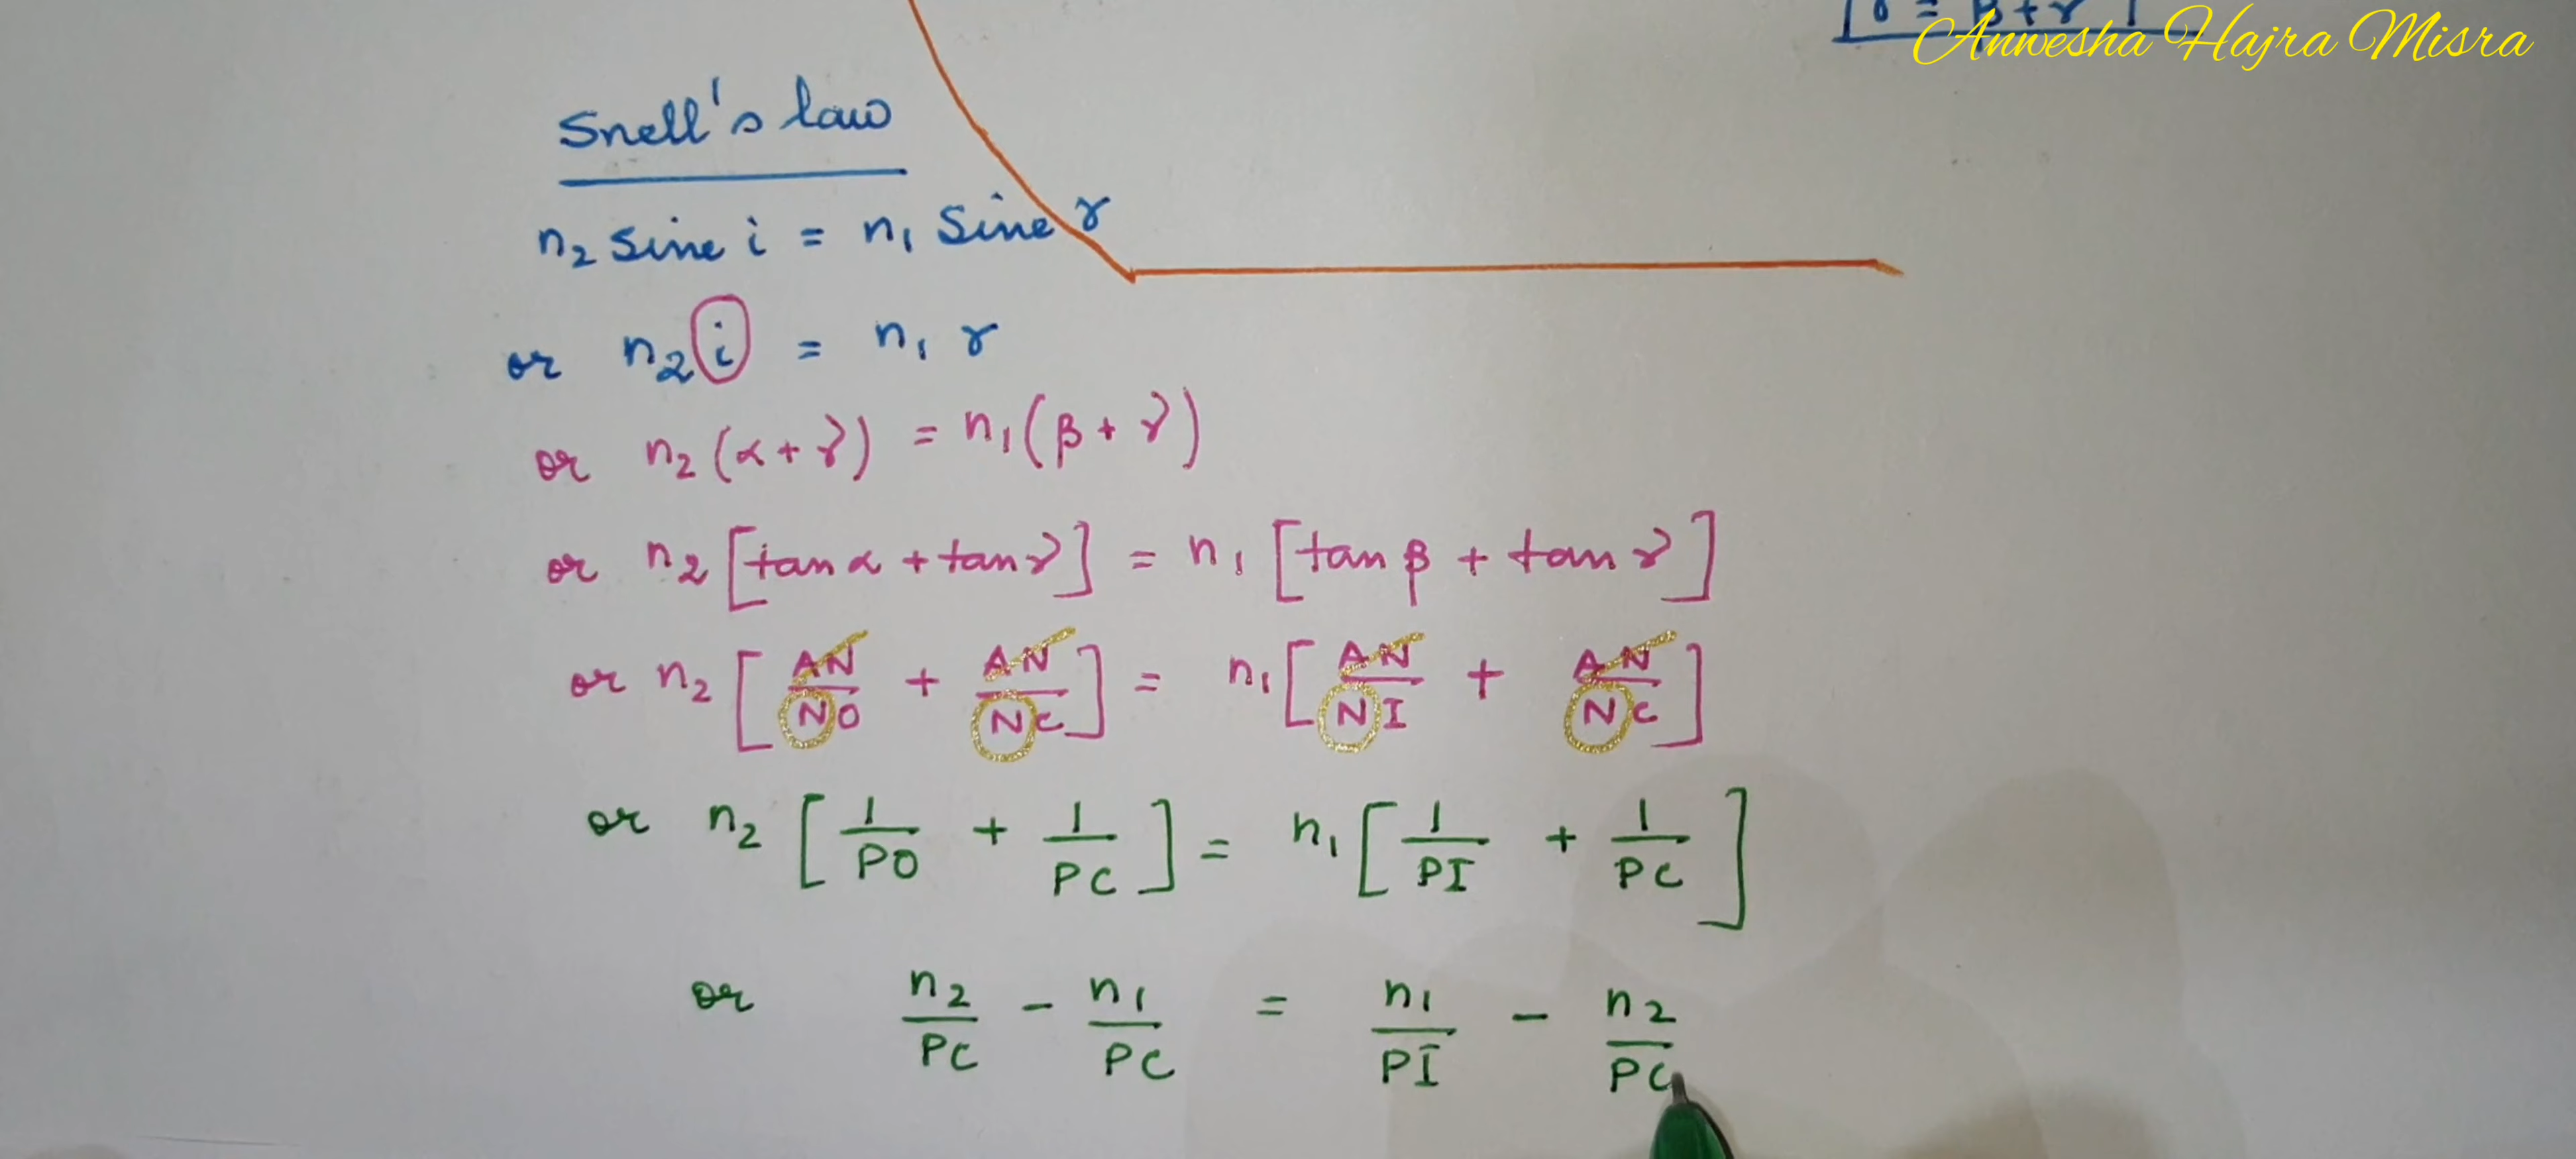 r = β + γ
Anwesha Hajra Misra
Snell's law
n₂ sine i = n₁ sine r
or n₂ i = n₁ r
or n₂ (α + γ) = n₁ (β + γ)
or n₂ [tan α + tan γ] = n₁ [tan β + tan γ]
or n₂ [AN/NO + AN/NC] = n₁ [AN/NI + AN/NC]
or n₂ [1/PO + 1/PC] = n₁ [1/PI + 1/PC]
or n₂/PC - n₁/PC = n₁/PI - n₂/PC